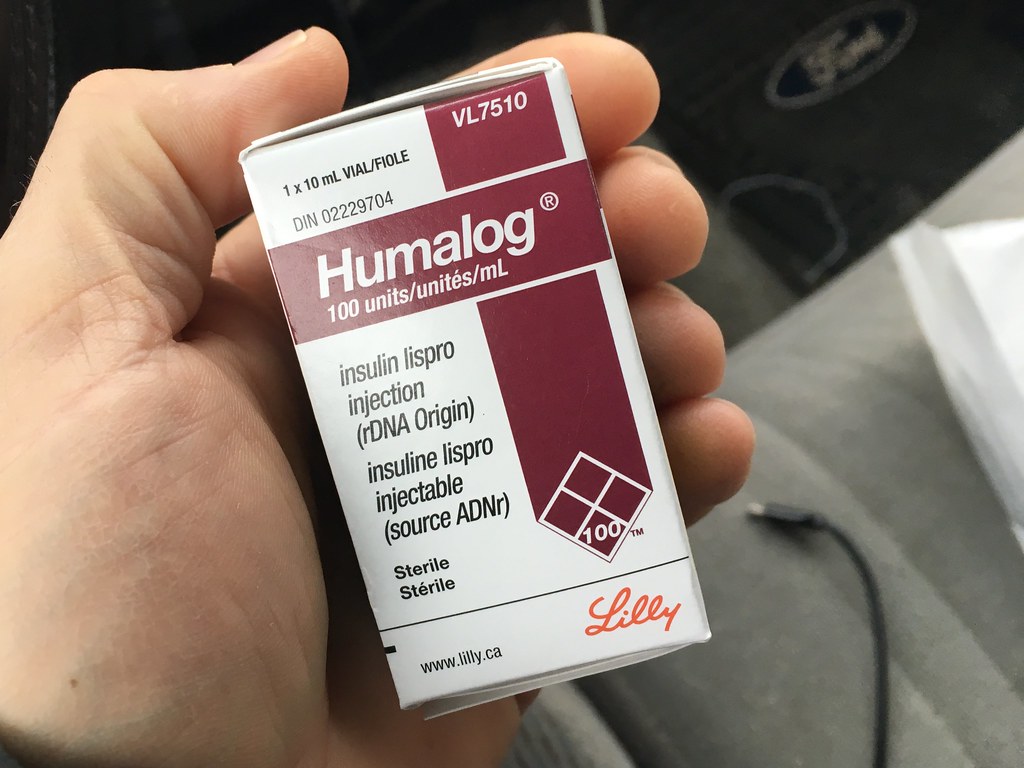 VL7510
1 x 10 mL VIAL/FIOLE
DIN 02229704
Humalog®
100 units/unités/mL
insulin lispro
injection
(rDNA Origin)
insuline lispro
injectable
(source ADNr)
100™
Sterile
Stérile
Lilly
www.lilly.ca
Ford